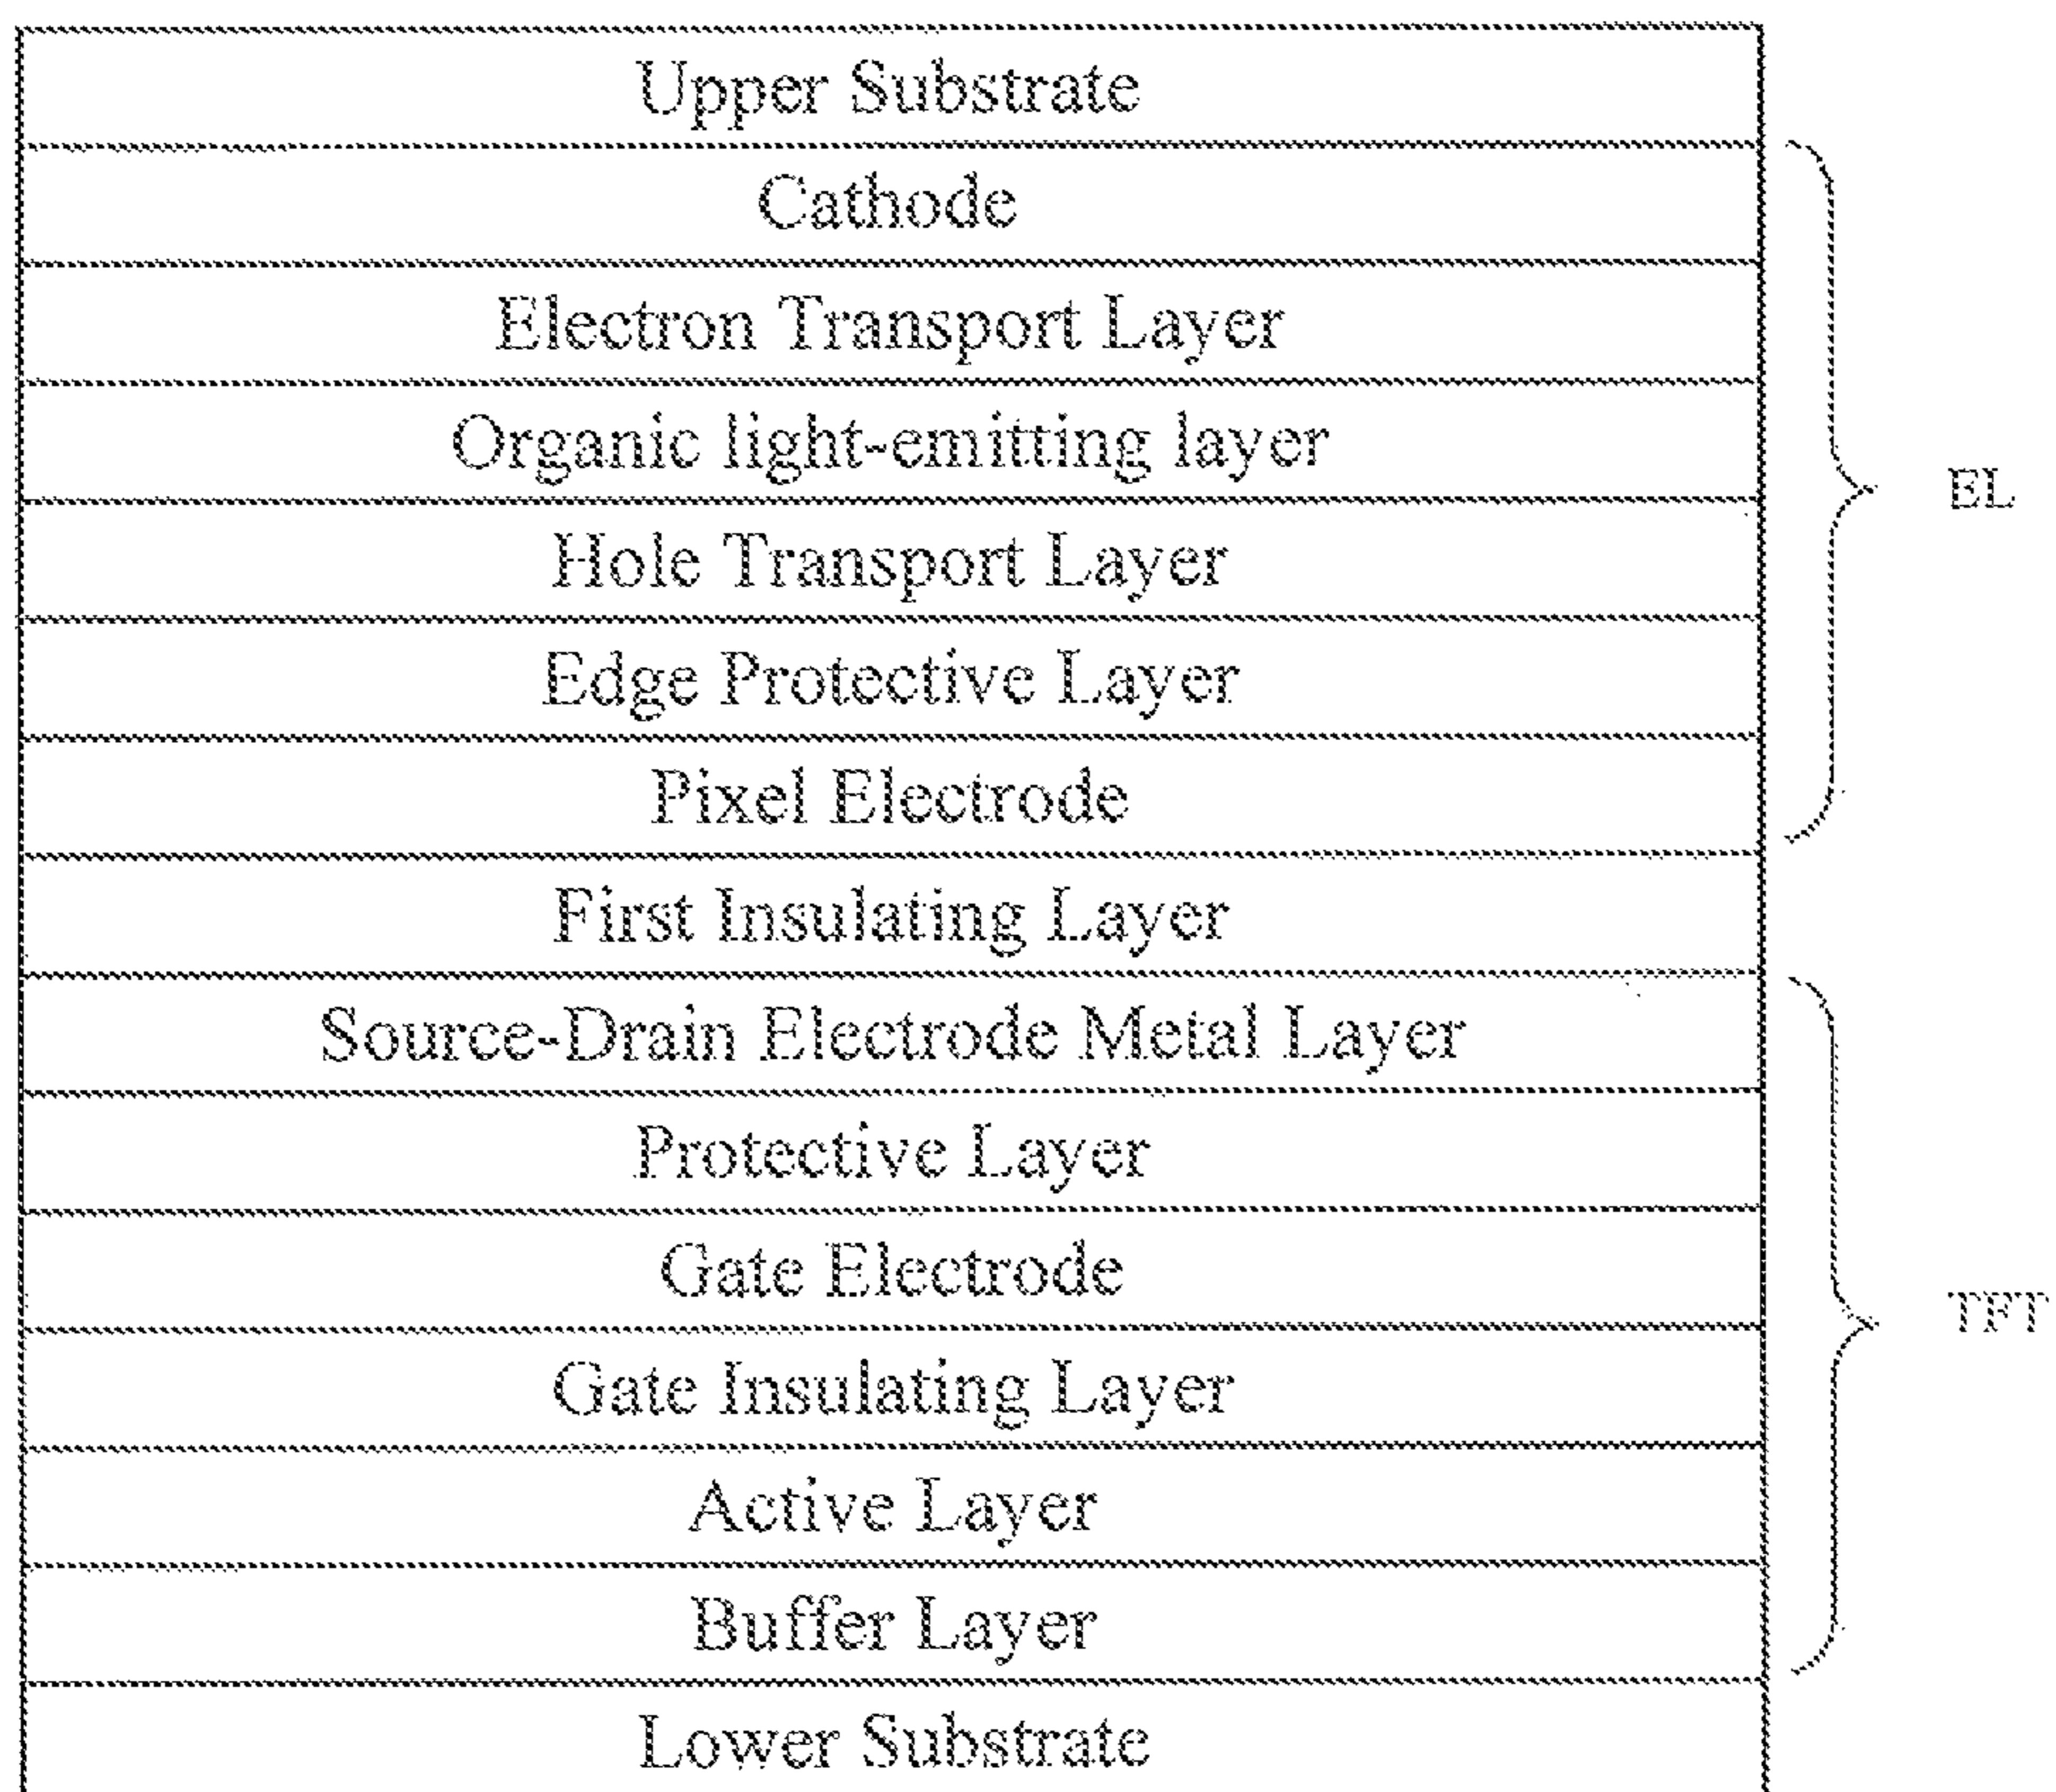 Upper Substrate
Cathode
Electron Transport Layer
Organic light-emitting layer
EL
Hole Transport Layer
Edge Protective Layer
Pixel Electrode
First Insulating Layer
Source-Drain Electrode Metal Layer
Protective Layer
Gate Electrode
TFT
Gate Insulating Layer
Active Layer
Buffer Layer
Lower Substrate